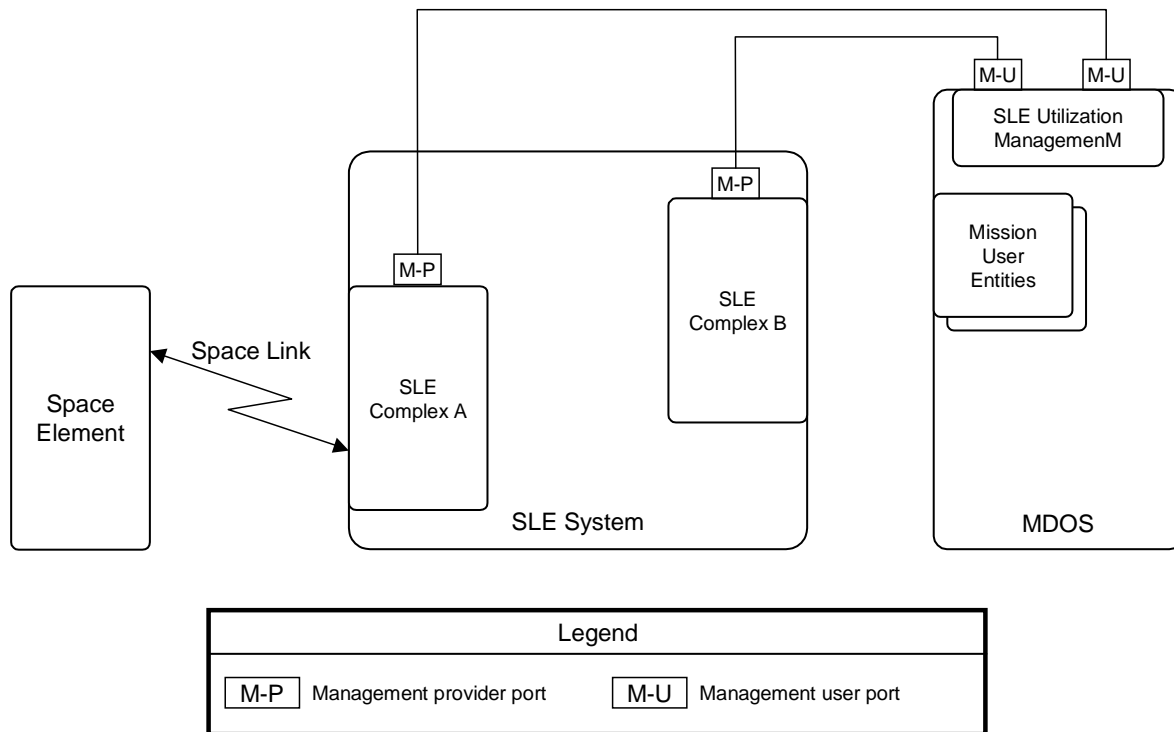 M-U
M-U
SLE Utilization
ManagemenM
M-P
Mission
User
Entities
M-P
SLE
Complex B
Space Link
SLE
Complex A
Space
Element
SLE System
MDOS
Legend
M-P Management provider port
M-U Management user port